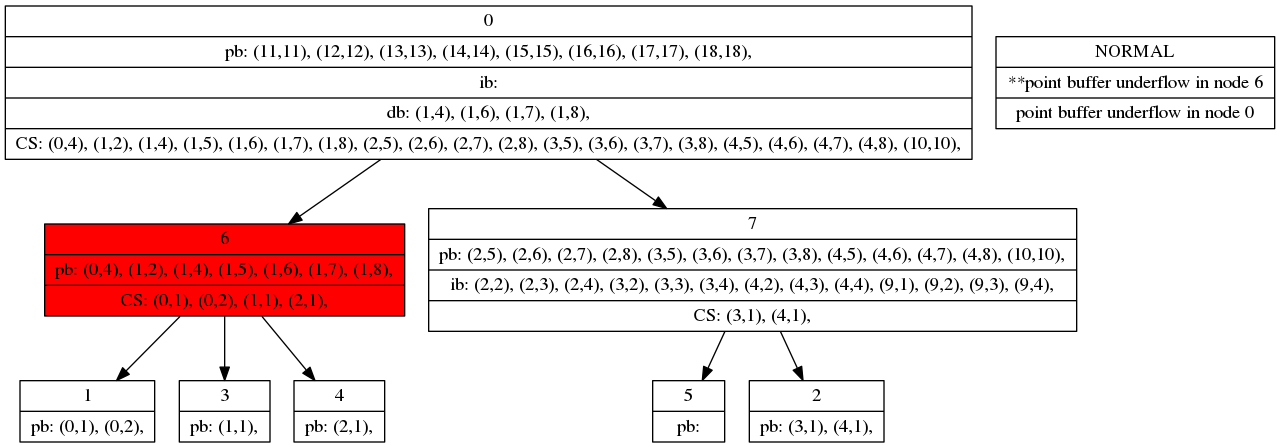 0
pb: (11,11), (12,12), (13,13), (14,14), (15,15), (16,16), (17,17), (18,18),
ib:
db: (1,4), (1,6), (1,7), (1,8),
CS: (0,4), (1,2), (1,4), (1,5), (1,6), (1,7), (1,8), (2,5), (2,6), (2,7), (2,8), (3,5), (3,6), (3,7), (3,8), (4,5), (4,6), (4,7), (4,8), (10,10),
NORMAL
**point buffer underflow in node 6
point buffer underflow in node 0
6
pb: (0,4), (1,2), (1,4), (1,5), (1,6), (1,7), (1,8),
CS: (0,1), (0,2), (1,1), (2,1),
7
pb: (2,5), (2,6), (2,7), (2,8), (3,5), (3,6), (3,7), (3,8), (4,5), (4,6), (4,7), (4,8), (10,10),
ib: (2,2), (2,3), (2,4), (3,2), (3,3), (3,4), (4,2), (4,3), (4,4), (9,1), (9,2), (9,3), (9,4),
CS: (3,1), (4,1),
1
pb: (0,1), (0,2),
3
pb: (1,1),
4
pb: (2,1),
5
pb:
2
pb: (3,1), (4,1),